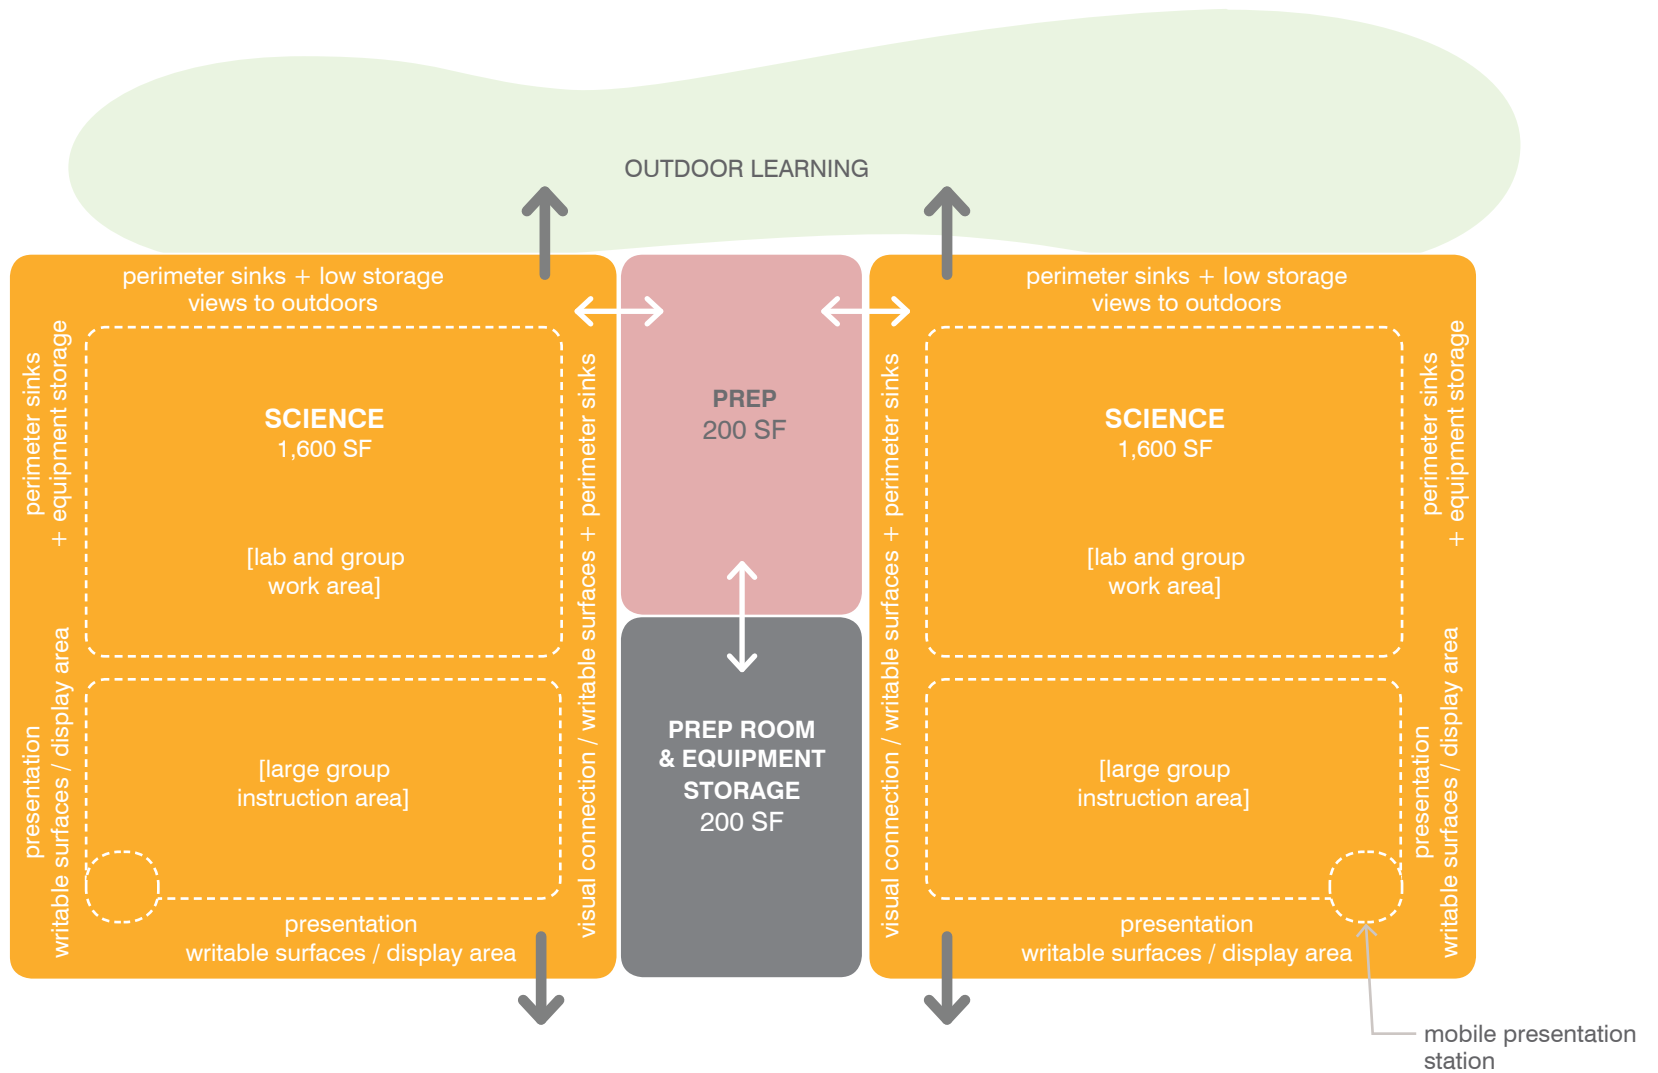 OUTDOOR LEARNING
perimeter sinks + low storage
views to outdoors
perimeter sinks
+ equipment storage
SCIENCE
1,600 SF
[lab and group
work area]
presentation
writable surfaces / display area
[large group
instruction area]
presentation
writable surfaces / display area
visual connection / writable surfaces + perimeter sinks
PREP
200 SF
PREP ROOM
& EQUIPMENT
STORAGE
200 SF
visual connection / writable surfaces + perimeter sinks
perimeter sinks + low storage
views to outdoors
SCIENCE
1,600 SF
[lab and group
work area]
perimeter sinks
+ equipment storage
[large group
instruction area]
presentation
writable surfaces / display area
presentation
writable surfaces / display area
mobile presentation
station